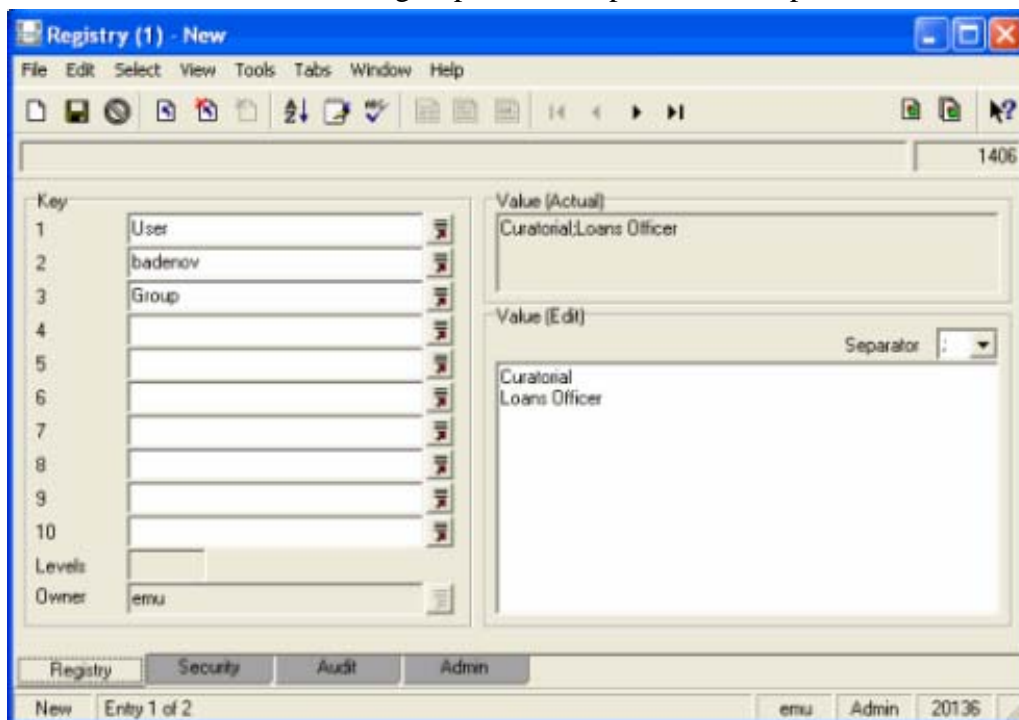 Registry (1) - New
File Edit Select View Tools Tabs Window Help
1406
Key
1 User
2 badenov
3 Group
4
5
6
7
8
9
10
Levels
Owner emu
Value (Actual)
Curatorial;Loans Officer
Value (Edit)
Separator ;
Curatorial
Loans Officer
Registry Security Audit Admin
New Entry 1 of 2 emu Admin 20136